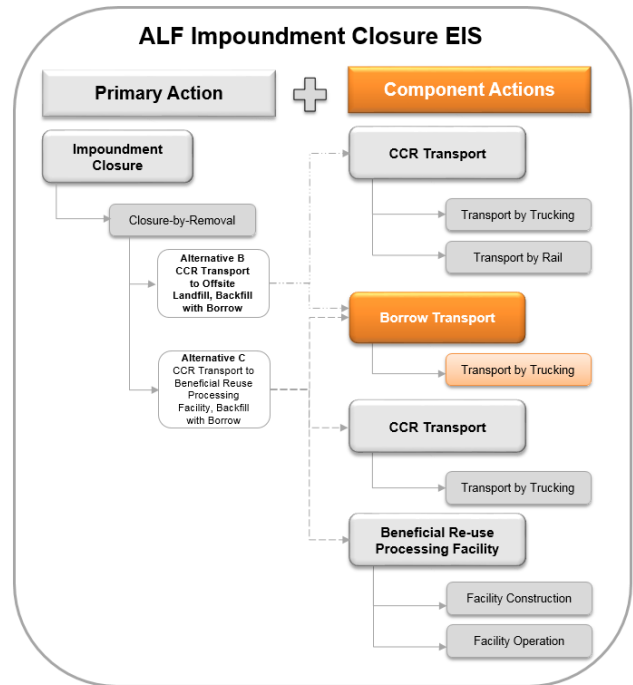 ALF Impoundment Closure EIS
Primary Action
Component Actions
Impoundment
Closure
Closure-by-Removal
Alternative B
CCR Transport
to Offsite
Landfill, Backfill
with Borrow
Alternative C
CCR Transport to
Beneficial Reuse
Processing
Facility, Backfill
with Borrow
CCR Transport
Transport by Trucking
Transport by Rail
Borrow Transport
Transport by Trucking
CCR Transport
Transport by Trucking
Beneficial Re-use
Processing Facility
Facility Construction
Facility Operation